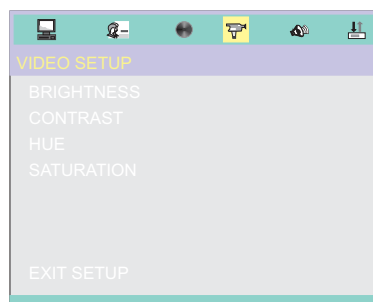 VIDEO SETUP
BRIGHTNESS
CONTRAST
HUE
SATURATION
EXIT SETUP